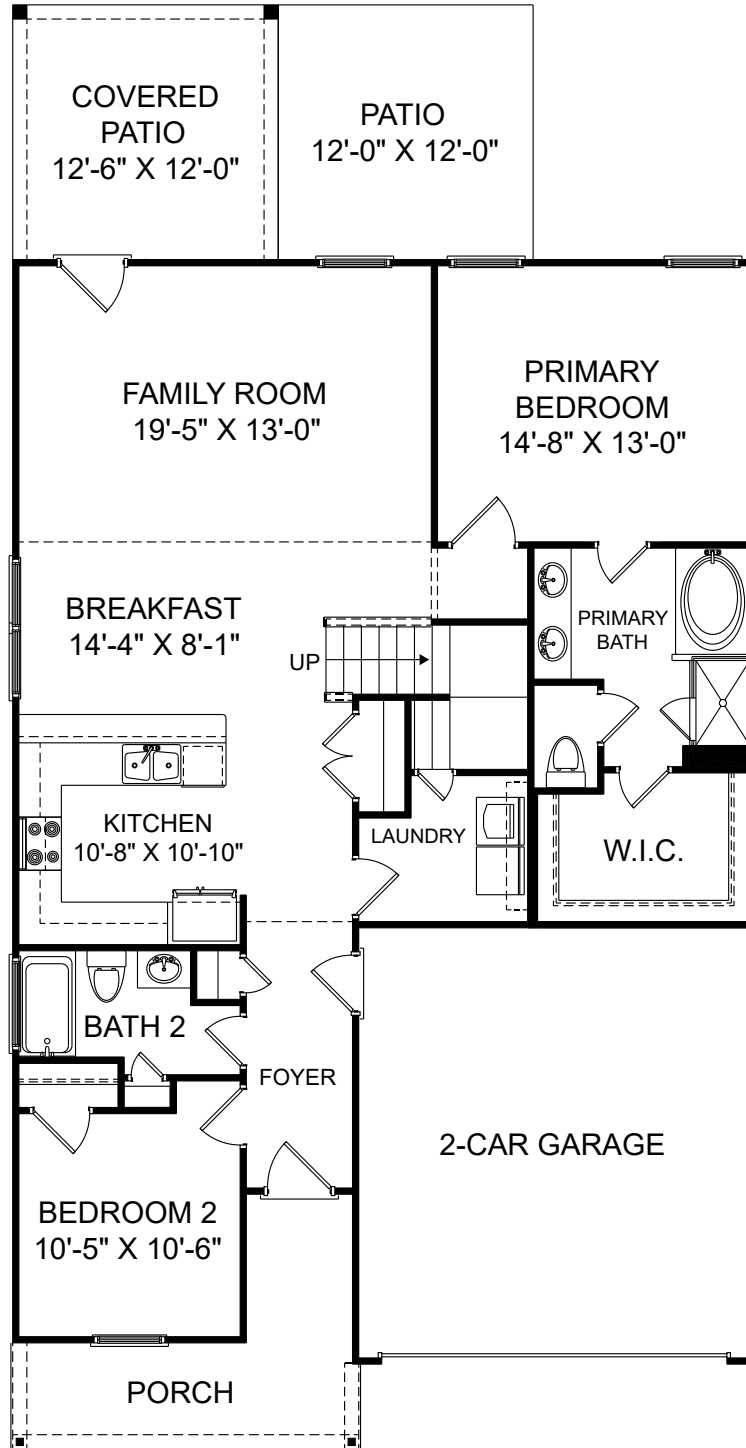 COVERED
PATIO
12'-6" X 12'-0"
PATIO
12'-0" X 12'-0"
FAMILY ROOM
19'-5" X 13'-0"
PRIMARY
BEDROOM
14'-8" X 13'-0"
BREAKFAST
14'-4" X 8'-1"
UP
PRIMARY
BATH
KITCHEN
10'-8" X 10'-10"
LAUNDRY
W.I.C.
BATH 2
FOYER
2-CAR GARAGE
BEDROOM 2
10'-5" X 10'-6"
PORCH